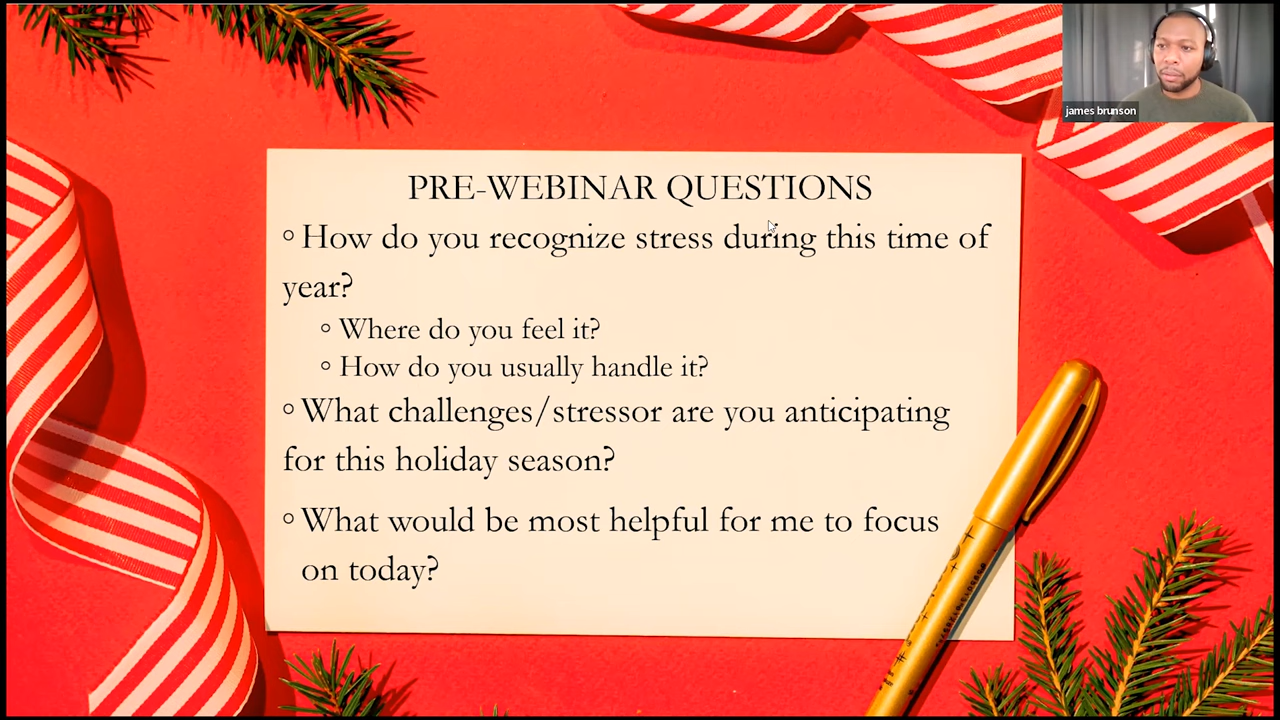 james brunson
PRE-WEBINAR QUESTIONS
◦ How do you recognize stress during this time of
year?
◦ Where do you feel it?
◦ How do you usually handle it?
◦ What challenges/stressor are you anticipating
for this holiday season?
◦ What would be most helpful for me to focus
on today?